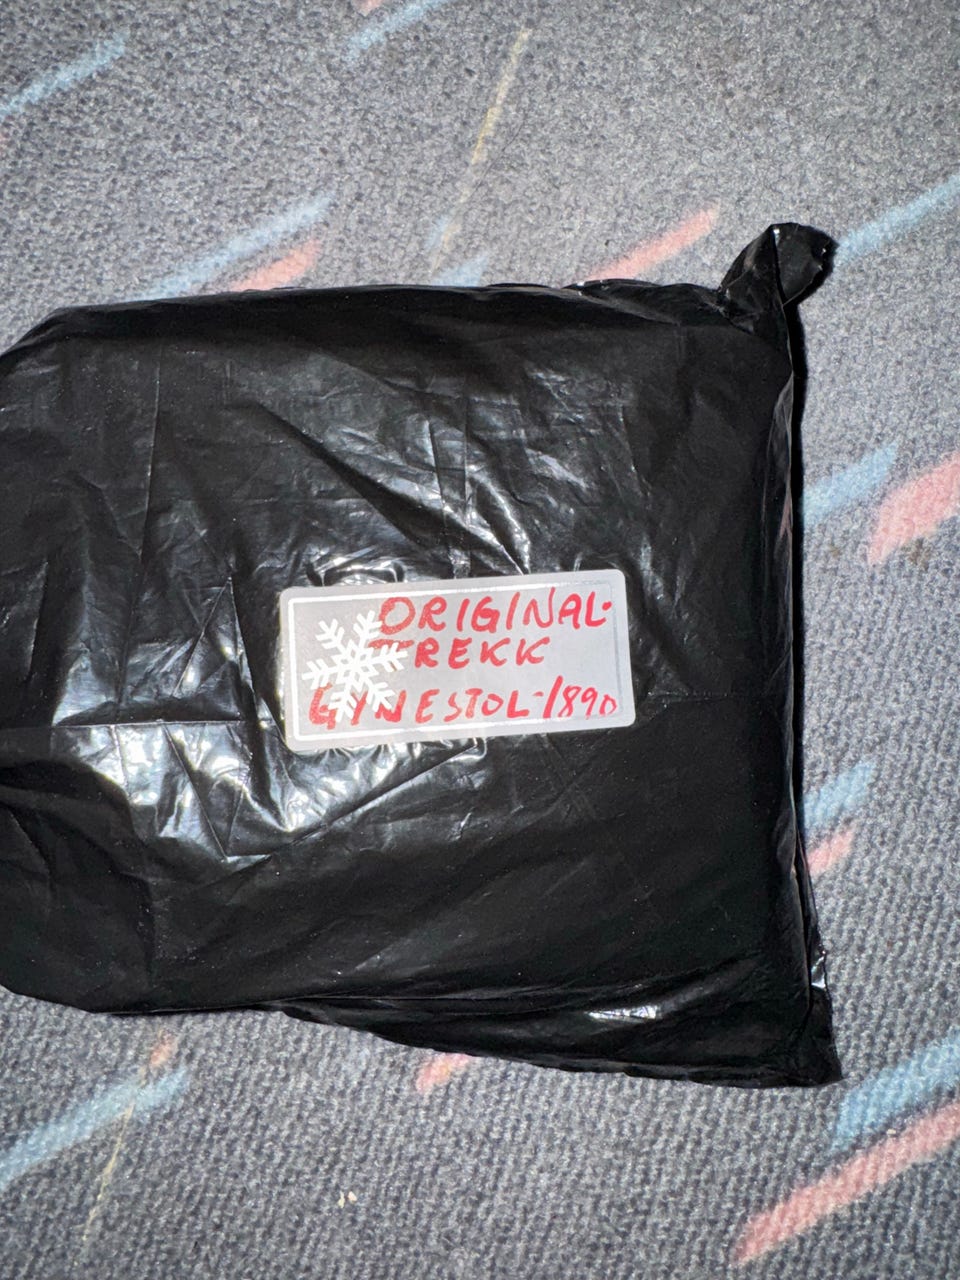 ORIGINAL-
TREKK
GYNESTOL-1890